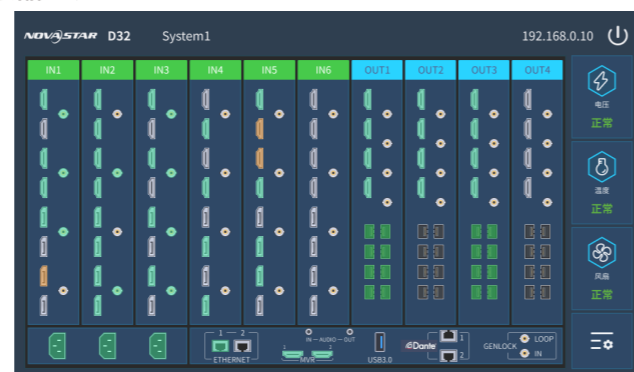 NOVASTAR D32 System1 192.168.0.10
IN1 IN2 IN3 IN4 IN5 IN6 OUT1 OUT2 OUT3 OUT4
电压
正常
温度
正常
风扇
正常
1 2
ETHERNET
1 2
MVR
IN AUDIO OUT
USB3.0
Dante
1
2
GENLOCK
LOOP
IN